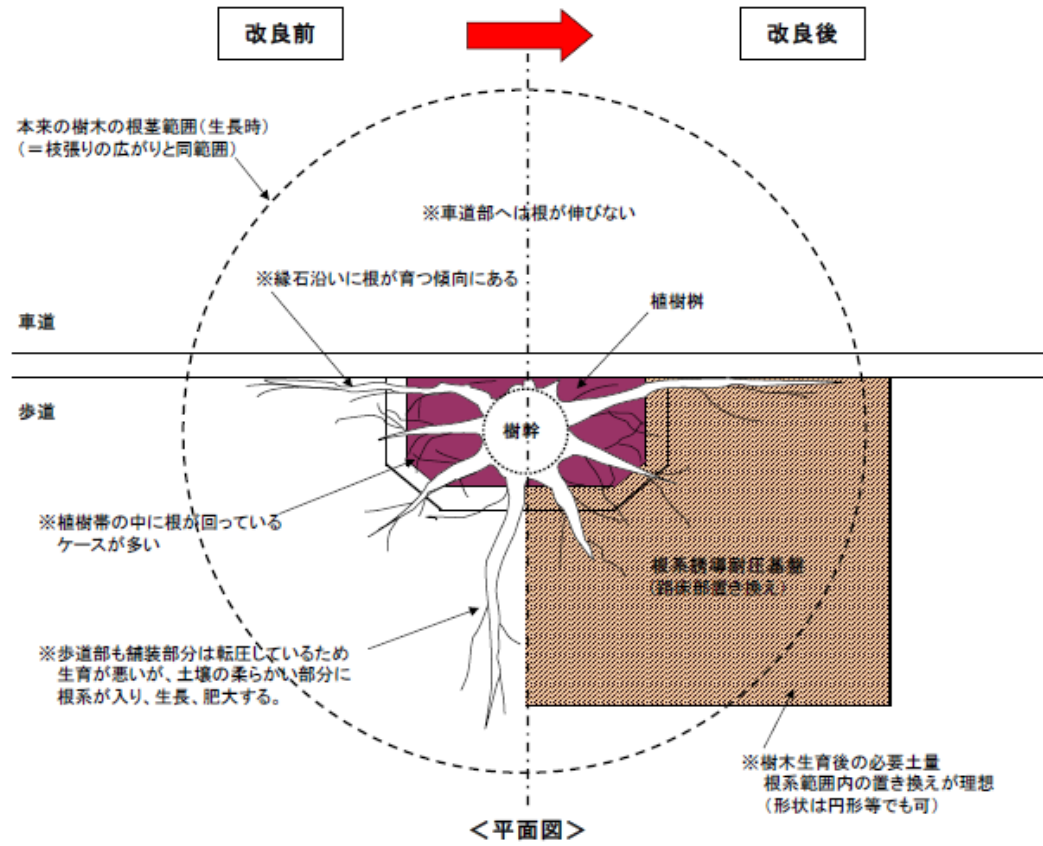 改良前
改良後
本来の樹木の根茎範囲(生長時)
(=枝張りの広がりと同範囲)
※車道部へは根が伸びない
※縁石沿いに根が育つ傾向にある
植樹桝
車道
歩道
樹幹
※植樹帯の中に根が回っている
ケースが多い
根系誘導耐圧基盤
(路床部置き換え)
※歩道部も舗装部分は転圧しているため
生育が悪いが、土壌の柔らかい部分に
根系が入り、生長、肥大する。
※樹木生育後の必要土量
根系範囲内の置き換えが理想
(形状は円形等でも可)
<平面図>